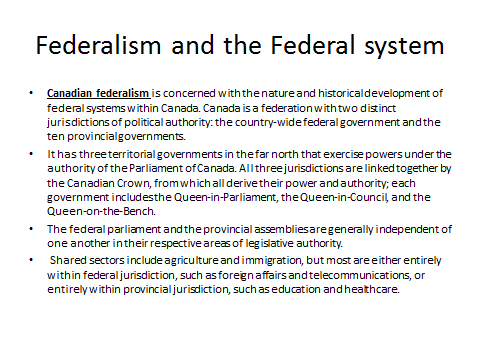 Federalism and the Federal system
• Canadian federalism is concerned with the nature and historical development of
federal systems within Canada. Canada is a federation with two distinct
jurisdictions of political authority: the country-wide federal government and the
ten provincial governments.
• It has three territorial governments in the far north that exercise powers under the
authority of the Parliament of Canada. All three jurisdictions are linked together by
the Canadian Crown, from which all derive their power and authority; each
government includes the Queen-in-Parliament, the Queen-in-Council, and the
Queen-on-the-Bench.
• The federal parliament and the provincial assemblies are generally independent of
one another in their respective areas of legislative authority.
• Shared sectors include agriculture and immigration, but most are either entirely
within federal jurisdiction, such as foreign affairs and telecommunications, or
entirely within provincial jurisdiction, such as education and healthcare.